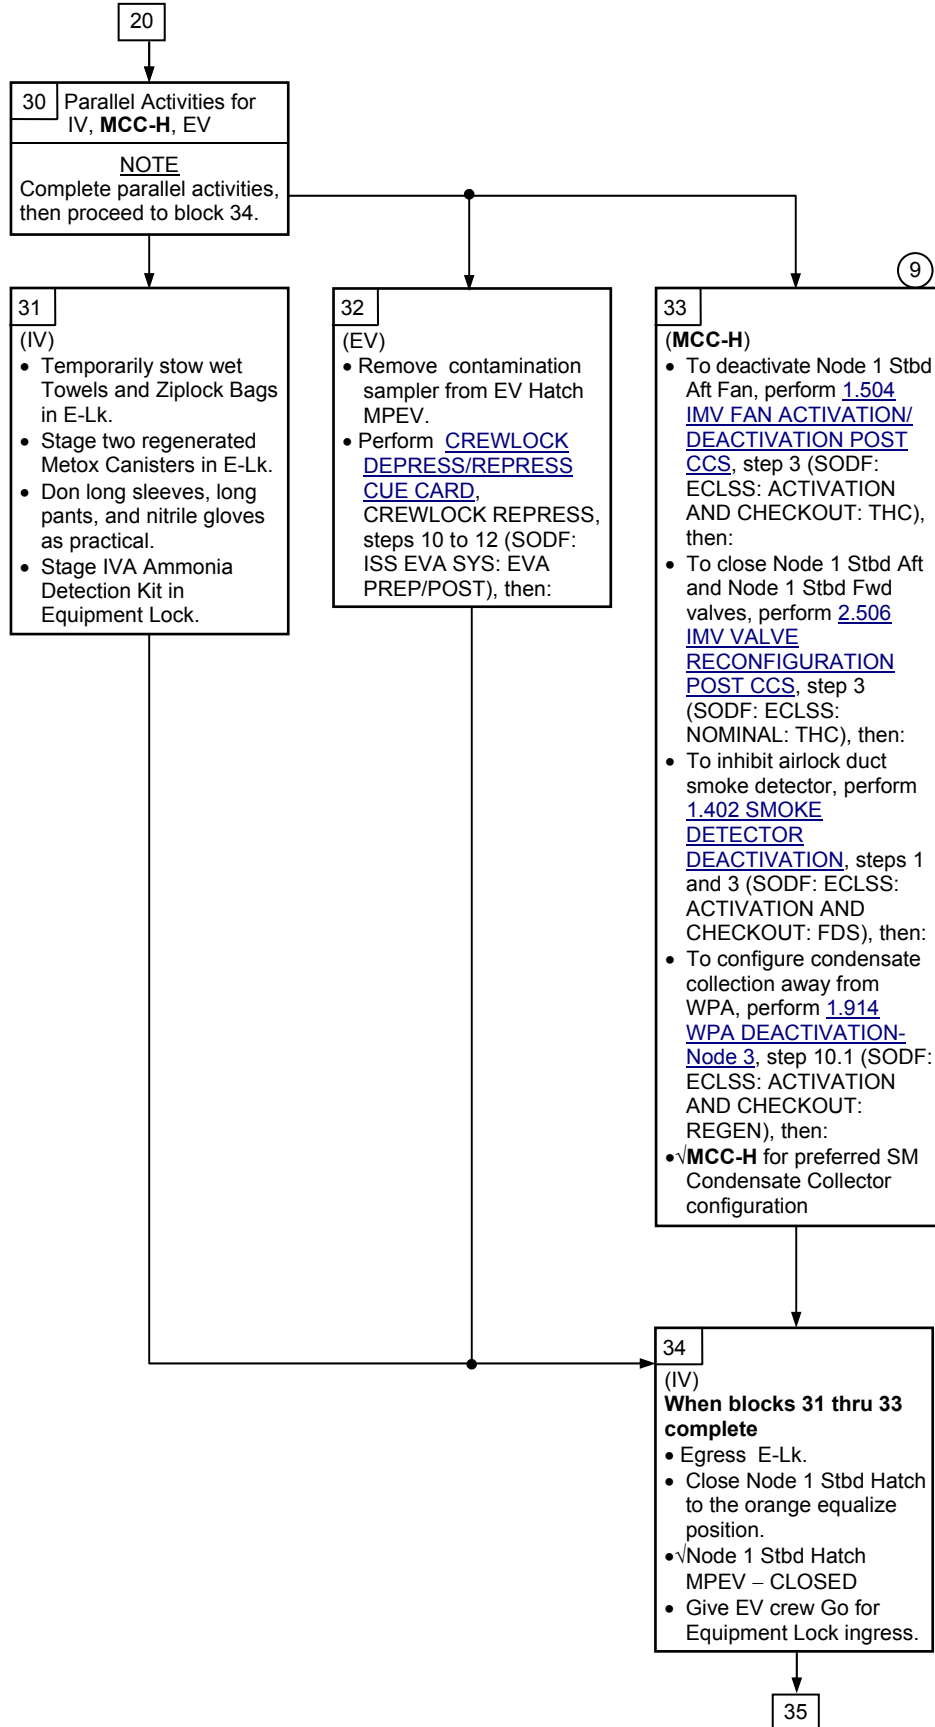 20
30 Parallel Activities for
IV, MCC-H, EV
NOTE
Complete parallel activities,
then proceed to block 34.
31
(IV)
• Temporarily stow wet
Towels and Ziplock Bags
in E-Lk.
• Stage two regenerated
Metox Canisters in E-Lk.
• Don long sleeves, long
pants, and nitrile gloves
as practical.
• Stage IVA Ammonia
Detection Kit in
Equipment Lock.
32
(EV)
• Remove contamination
sampler from EV Hatch
MPEV.
• Perform CREWLOCK
DEPRESS/REPRESS
CUE CARD,
CREWLOCK REPRESS,
steps 10 to 12 (SODF:
ISS EVA SYS: EVA
PREP/POST), then:
9
33
(MCC-H)
• To deactivate Node 1 Stbd
Aft Fan, perform 1.504
IMV FAN ACTIVATION/
DEACTIVATION POST
CCS, step 3 (SODF:
ECLSS: ACTIVATION
AND CHECKOUT: THC),
then:
• To close Node 1 Stbd Aft
and Node 1 Stbd Fwd
valves, perform 2.506
IMV VALVE
RECONFIGURATION
POST CCS, step 3
(SODF: ECLSS:
NOMINAL: THC), then:
• To inhibit airlock duct
smoke detector, perform
1.402 SMOKE
DETECTOR
DEACTIVATION, steps 1
and 3 (SODF: ECLSS:
ACTIVATION AND
CHECKOUT: FDS), then:
• To configure condensate
collection away from
WPA, perform 1.914
WPA DEACTIVATION-
Node 3, step 10.1 (SODF:
ECLSS: ACTIVATION
AND CHECKOUT:
REGEN), then:
•√MCC-H for preferred SM
Condensate Collector
configuration
34
(IV)
When blocks 31 thru 33
complete
• Egress E-Lk.
• Close Node 1 Stbd Hatch
to the orange equalize
position.
•√Node 1 Stbd Hatch
MPEV – CLOSED
• Give EV crew Go for
Equipment Lock ingress.
35